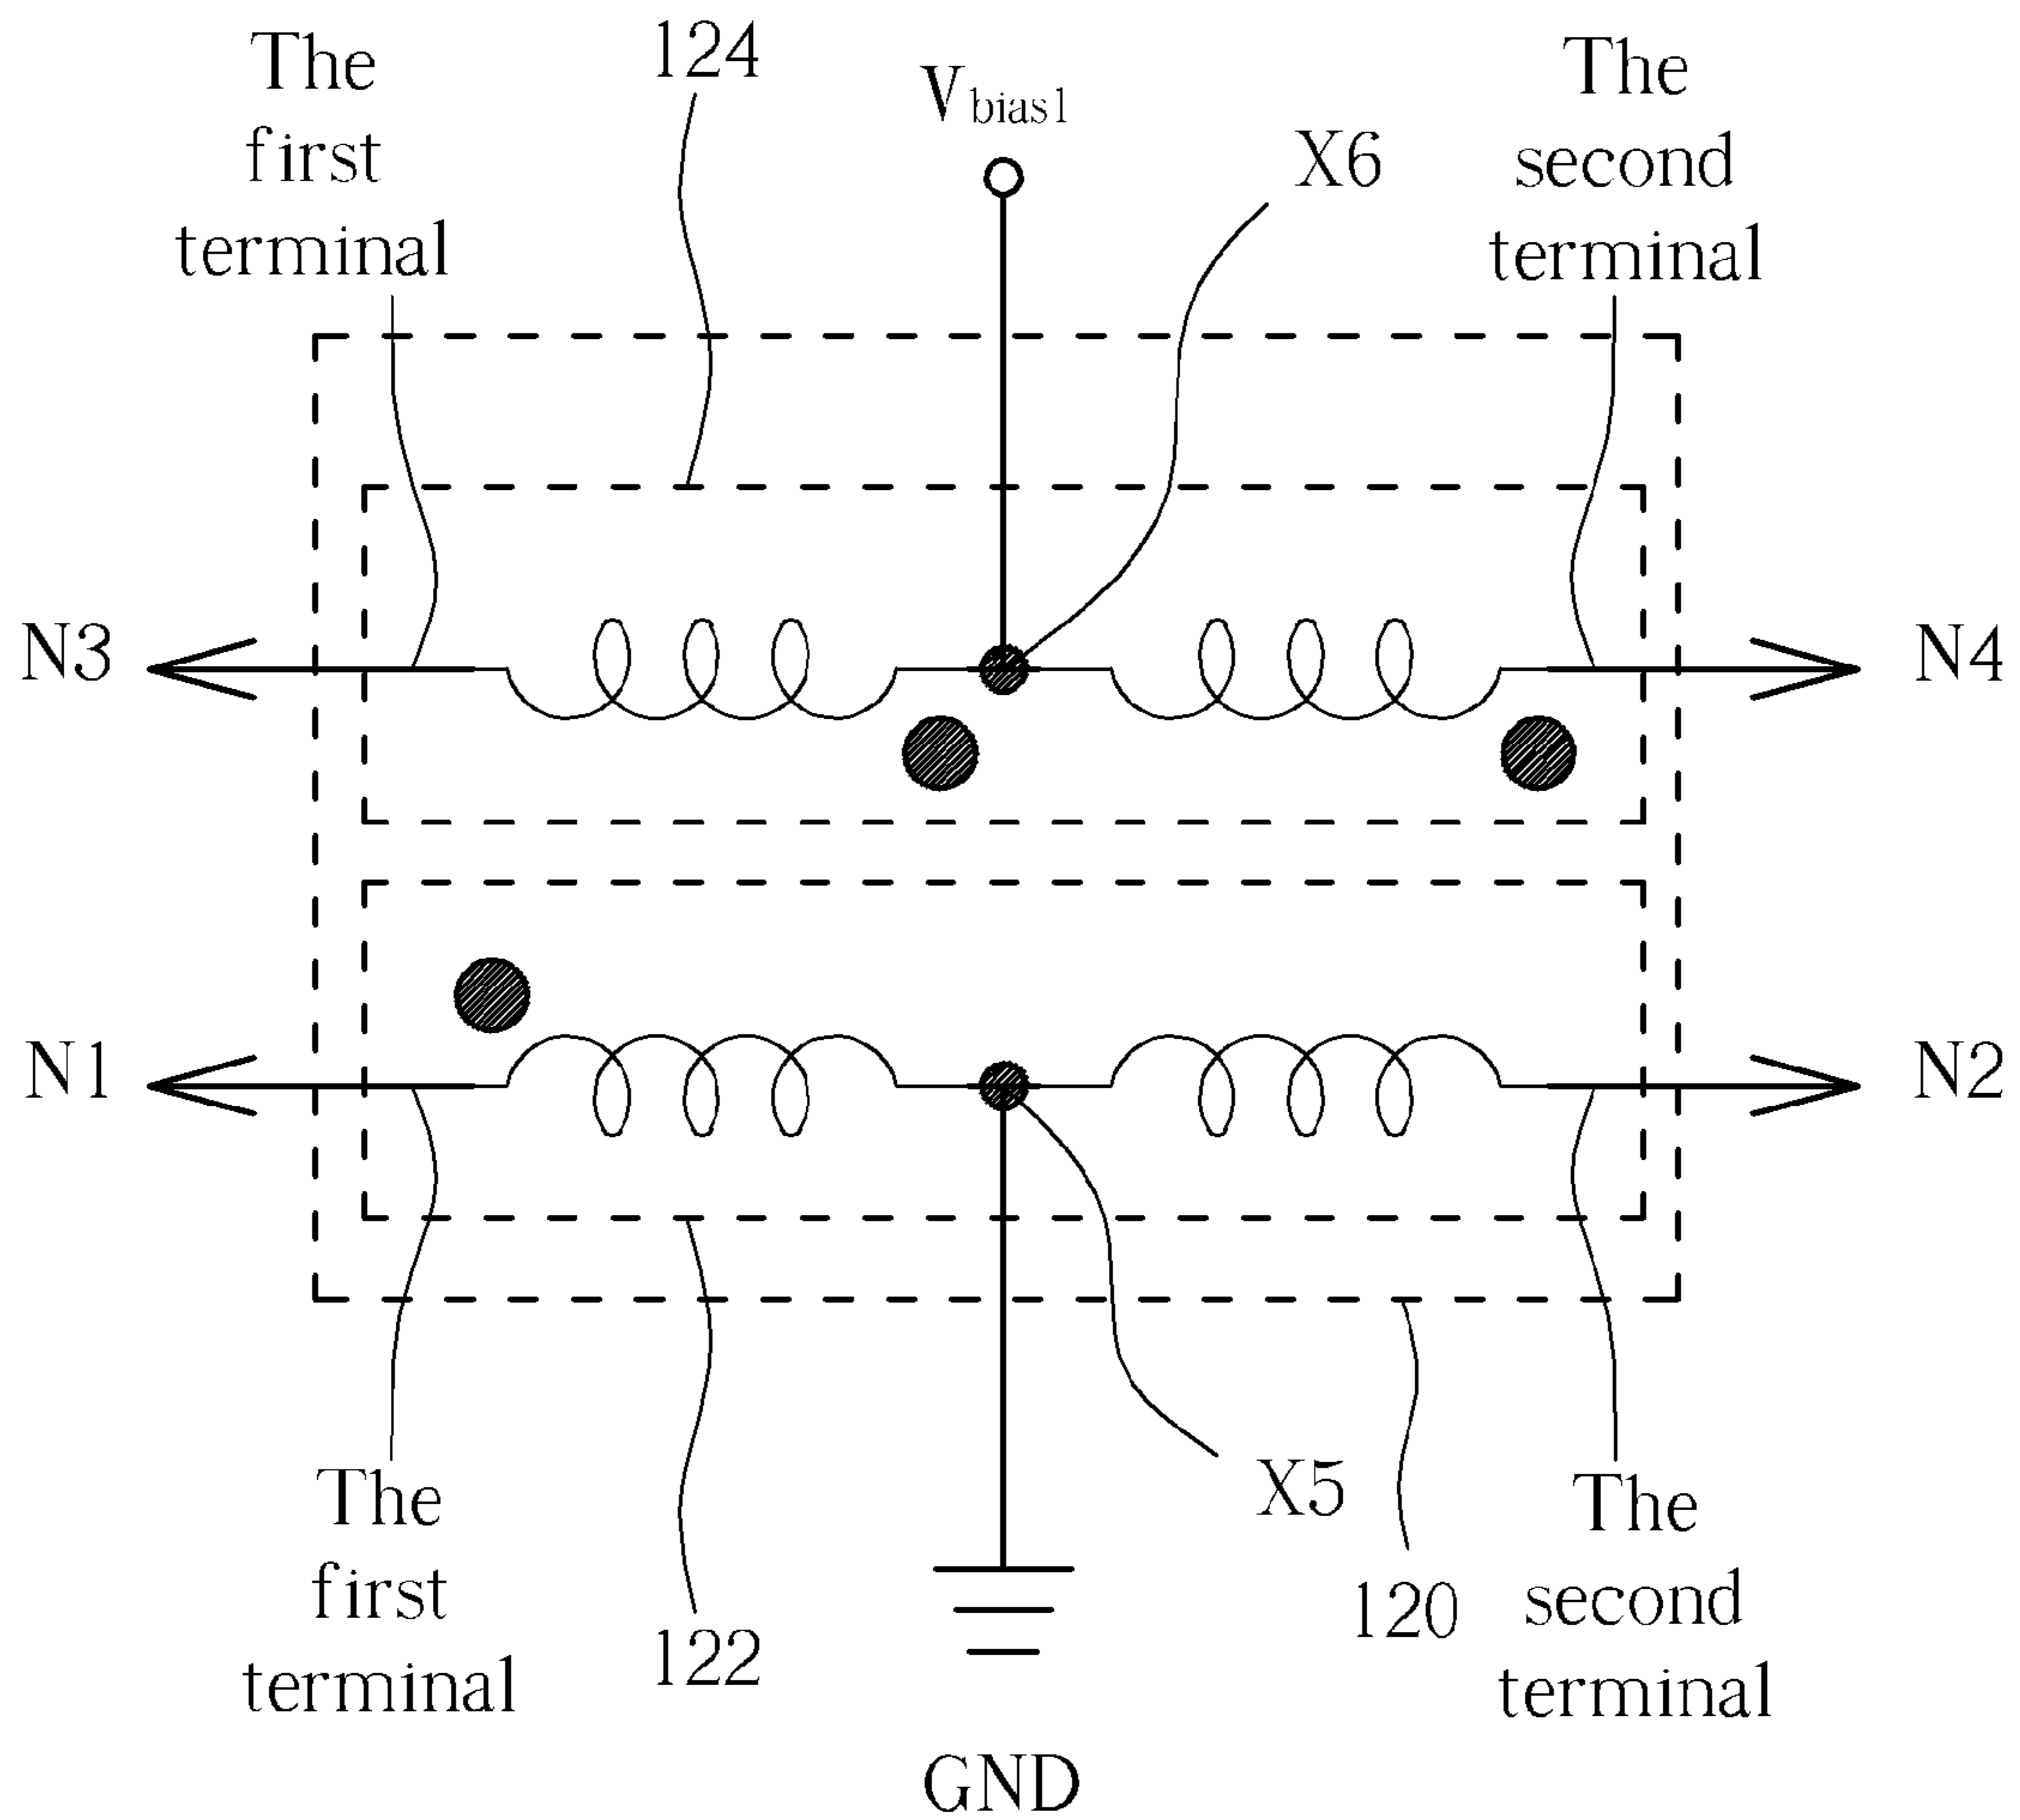 The
first
terminal
124
Vbias1
X6
The
second
terminal
N3
N4
N1
N2
The
first
terminal
122
X5
120
The
second
terminal
GND